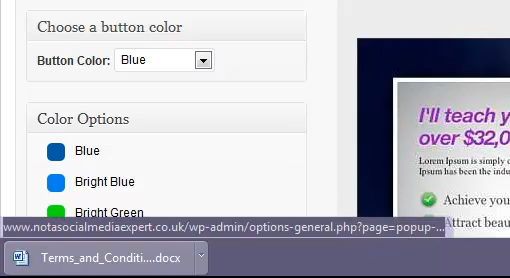 Choose a button color
Button Color: Blue
Color Options
Blue
Bright Blue
Bright Green
I'll teach y
over $32,0
Lorem Ipsum is simply d
Ipsum has been the indu
Achieve you
Attract beau
www.notasocialmediaexpert.co.uk/wp-admin/options-general.php?page=popup-...
Terms_and_Conditi....docx